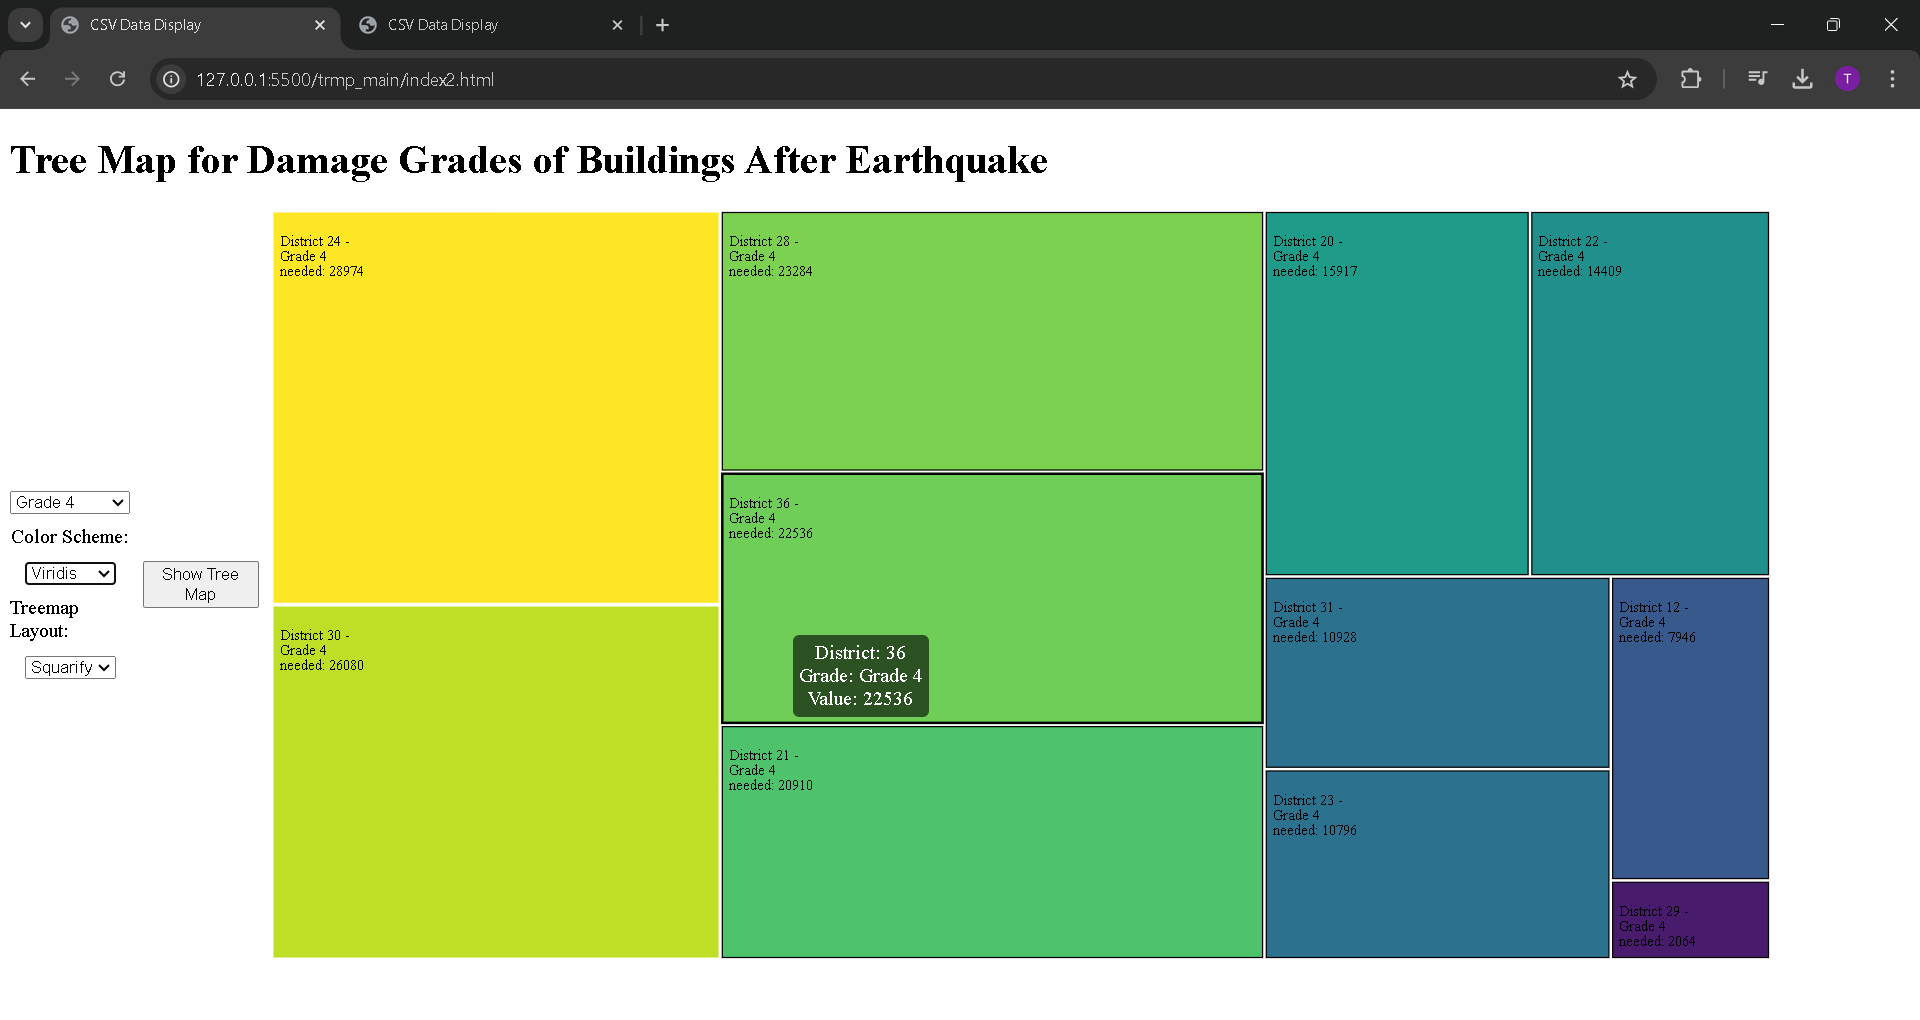 CSV Data Display
CSV Data Display
127.0.0.1:5500/trmp_main/index2.html
T
Tree Map for Damage Grades of Buildings After Earthquake
Grade 4
Color Scheme:
Viridis
Treemap
Layout:
Squarify
Show Tree
Map
District 24 -
Grade 4
needed: 28974
District 30 -
Grade 4
needed: 26080
District 28 -
Grade 4
needed: 23284
District 36 -
Grade 4
needed: 22536
District: 36
Grade: Grade 4
Value: 22536
District 21 -
Grade 4
needed: 20910
District 20 -
Grade 4
needed: 15917
District 22 -
Grade 4
needed: 14409
District 31 -
Grade 4
needed: 10928
District 23 -
Grade 4
needed: 10796
District 12 -
Grade 4
needed: 7946
District 29 -
Grade 4
needed: 2064